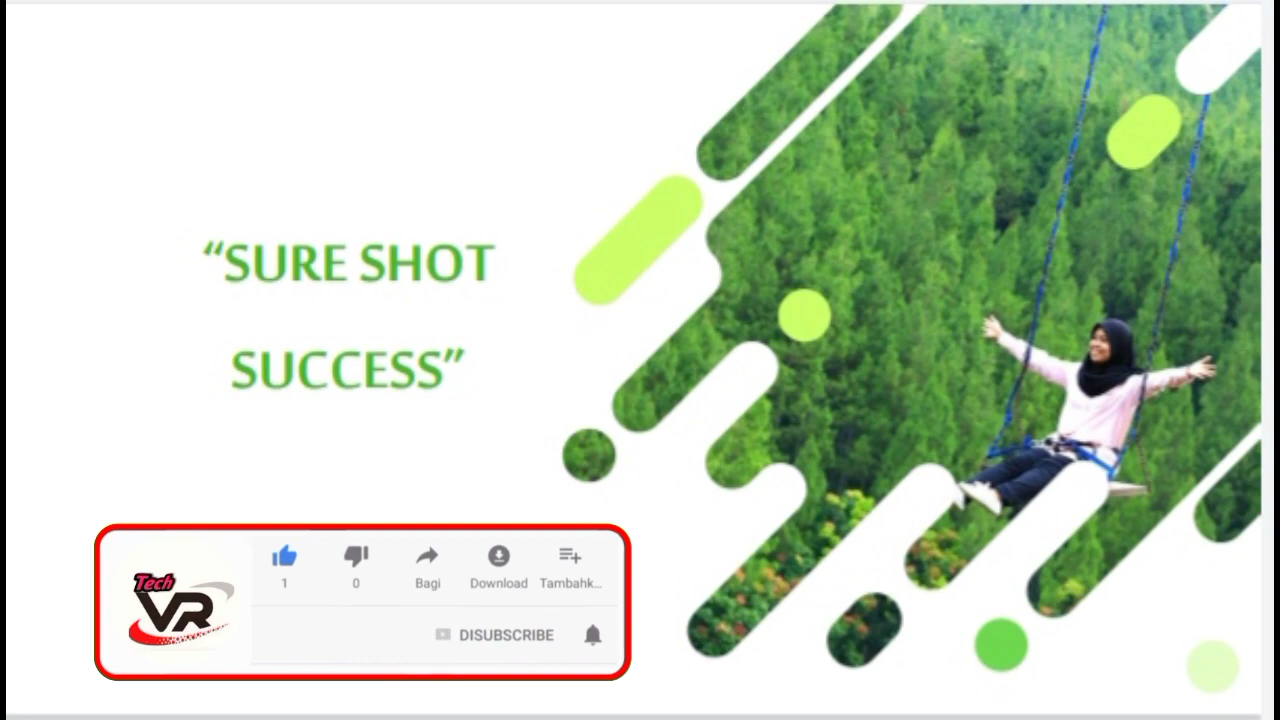 “SURE SHOT
SUCCESS”
Tech
VR
1
0
Bagi
Download
Tambahk...
DISUBSCRIBE